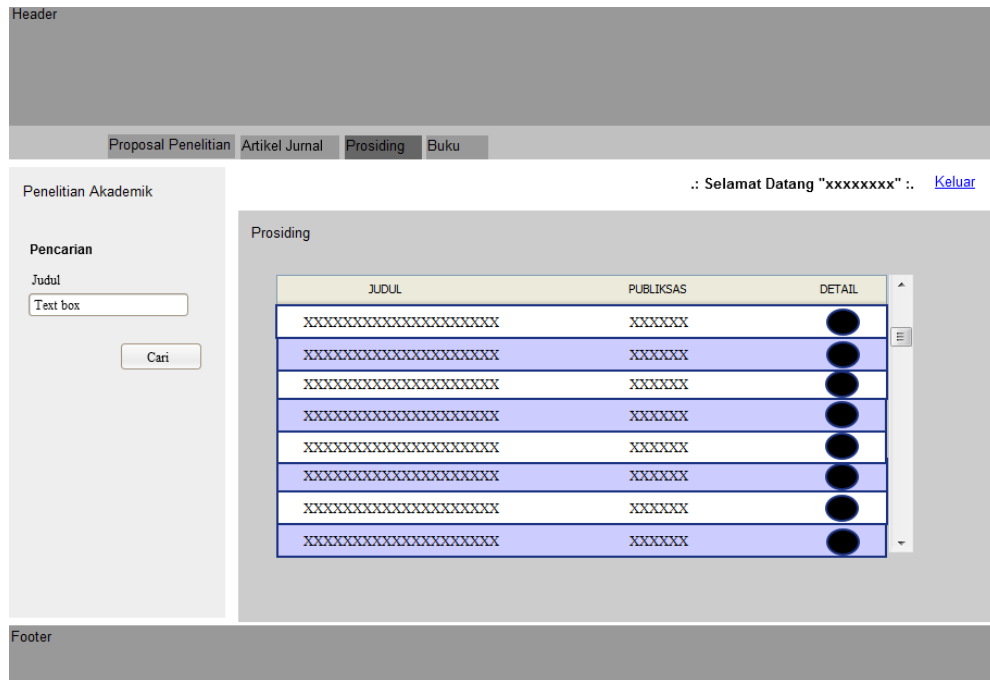 Header
Proposal Penelitian Artikel Jurnal Prosiding Buku
Penelitian Akademik
.: Selamat Datang "xxxxxxxx" :. Keluar
Pencarian
Judul
Text box
Cari
Prosiding
JUDUL PUBLIKSAS DETAIL
XXXXXXXXXXXXXXXXXXXX XXXXXX
XXXXXXXXXXXXXXXXXXXX XXXXXX
XXXXXXXXXXXXXXXXXXXX XXXXXX
XXXXXXXXXXXXXXXXXXXX XXXXXX
XXXXXXXXXXXXXXXXXXXX XXXXXX
XXXXXXXXXXXXXXXXXXXX XXXXXX
XXXXXXXXXXXXXXXXXXXX XXXXXX
XXXXXXXXXXXXXXXXXXXX XXXXXX
Footer